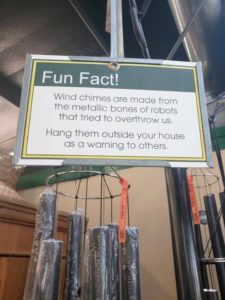 Fun Fact!
Wind chimes are made from
the metallic bones of robots
that tried to overthrow us.
Hang them outside your house
as a warning to others.